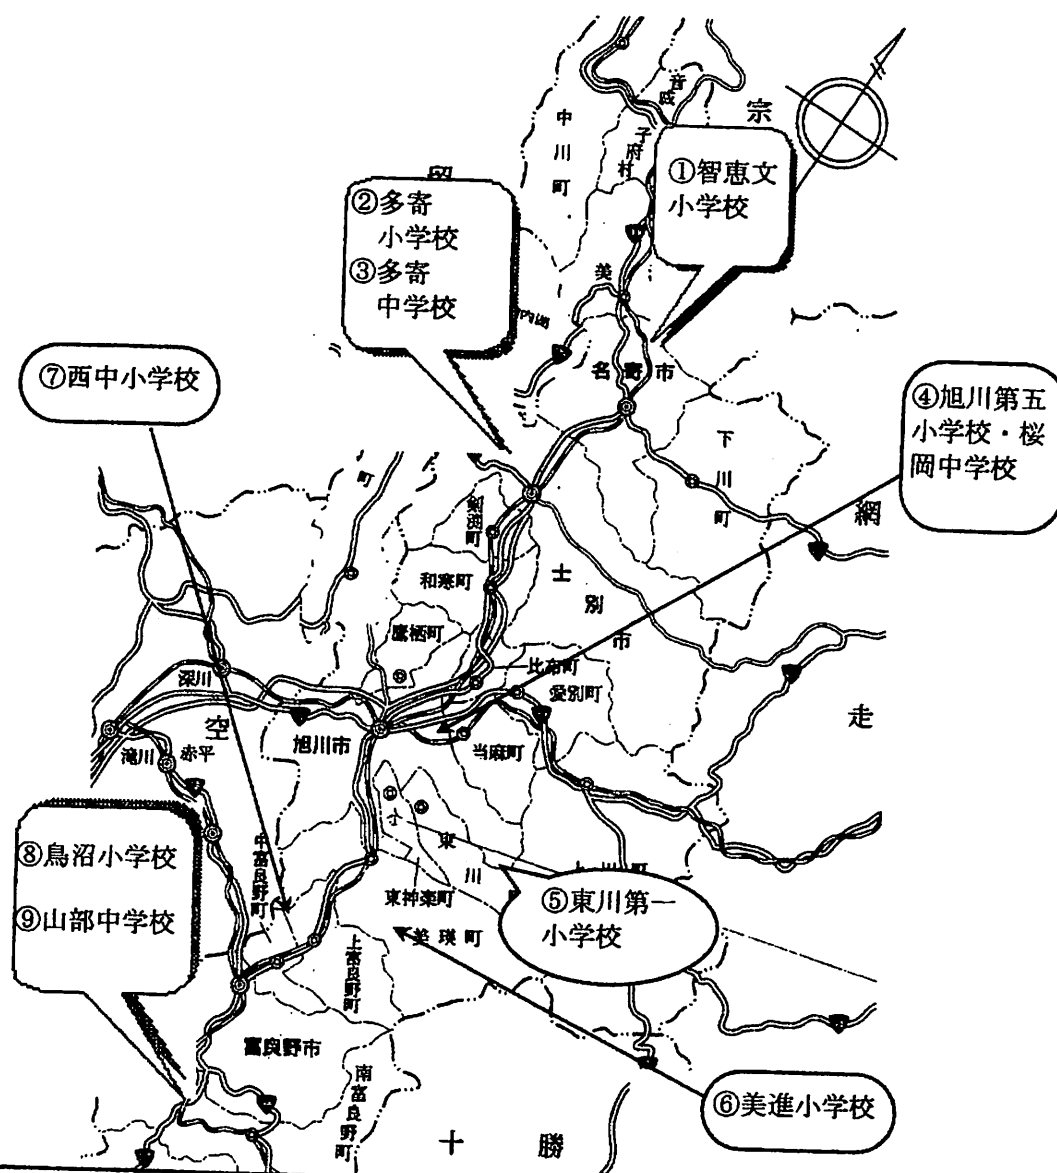 宗
中川町
音威
子府村
留
①智恵文
小学校
②多寄
小学校
③多寄
中学校
美
内
⑦西中小学校
名寄市
④旭川第五
小学校・桜
岡中学校
下川町
網
町
剣淵町
和寒町
士別市
鷹栖町
比布町
愛別町
深川
空
旭川市
走
滝川
赤平
当麻町
⑧鳥沼小学校
⑨山部中学校
中富良野町
東川
東神楽町
⑤東川第一
小学校
美瑛町
上富良野町
富良野市
南富良野町
⑥美進小学校
十勝